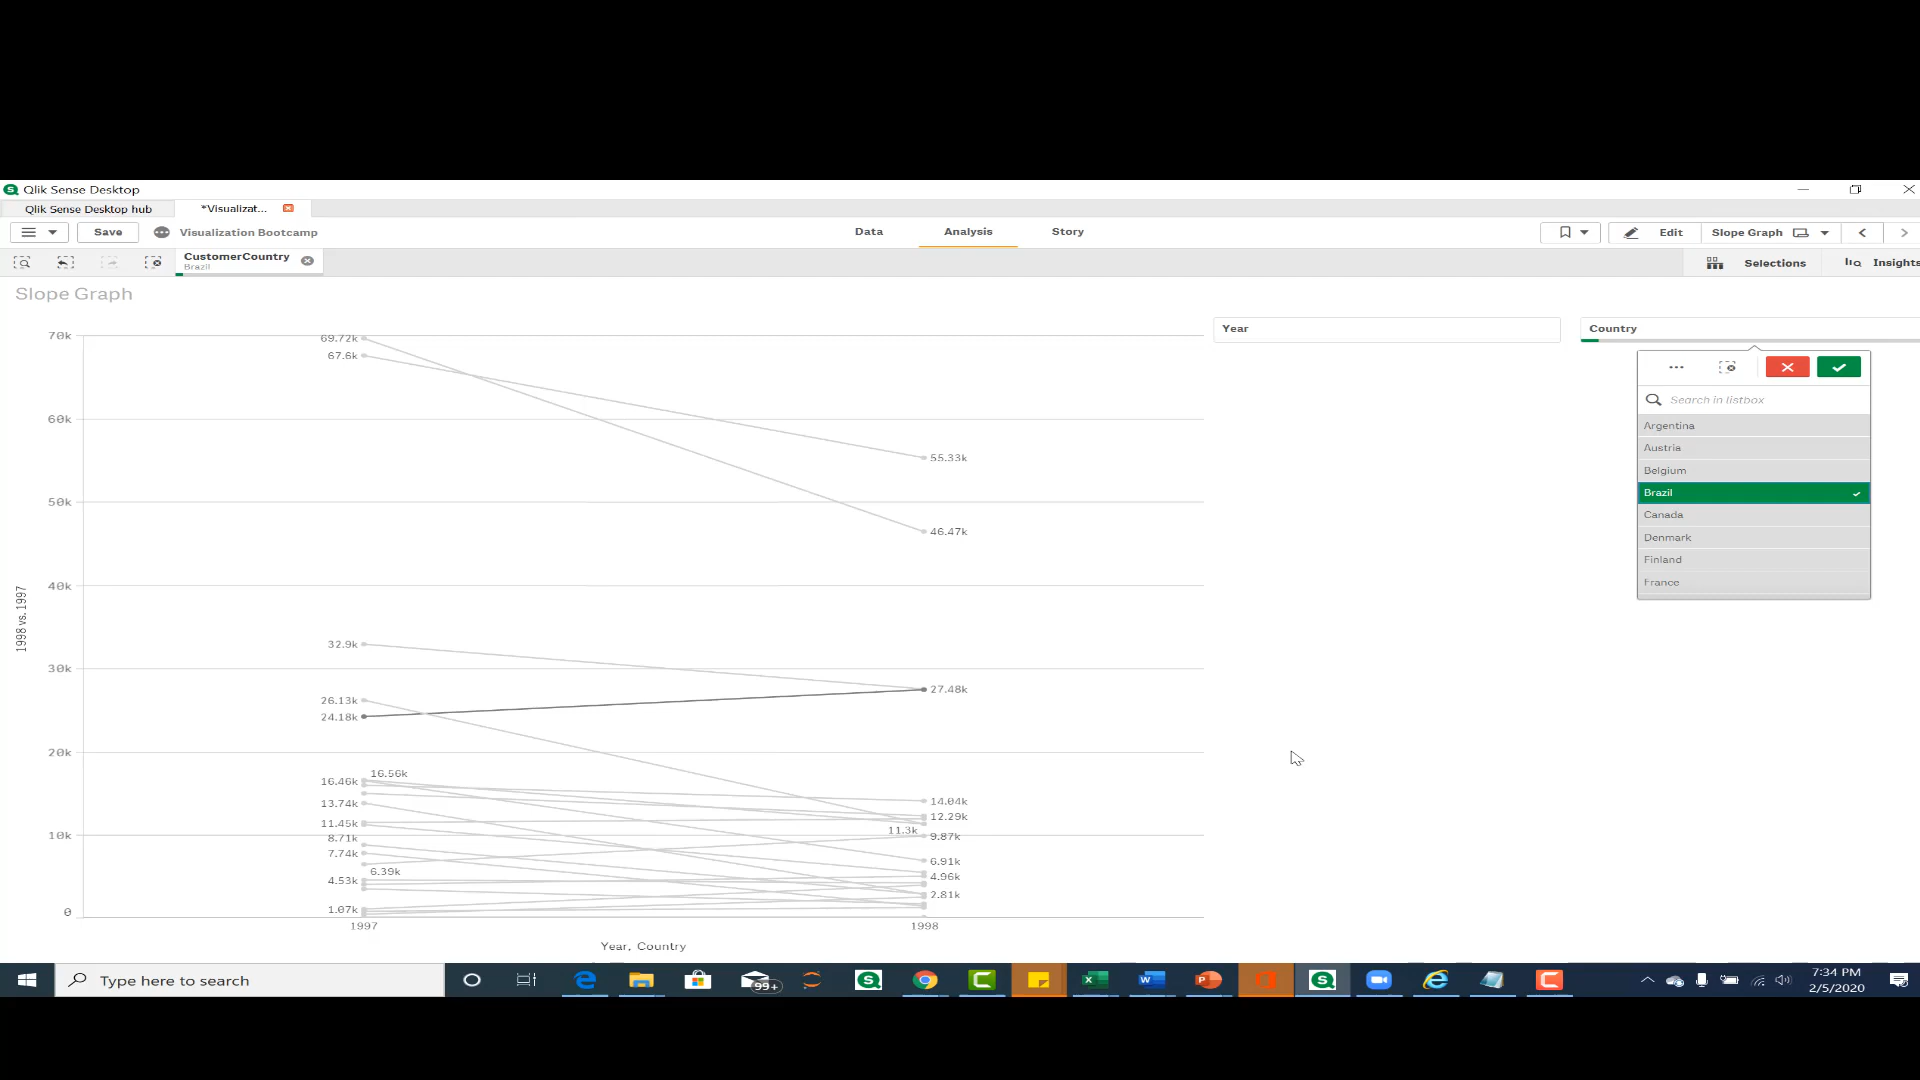 Qlik Sense Desktop
Qlik Sense Desktop hub
*Visualizat...
Save
Visualization Bootcamp
Data
Analysis
Story
Edit
Slope Graph
CustomerCountry
Brazil
Selections
Insights
Slope Graph
Year
Country
Search in listbox
Argentina
Austria
Belgium
Brazil
Canada
Denmark
Finland
France
1998 vs. 1997
70k
60k
50k
40k
30k
20k
10k
0
69.72k
67.6k
32.9k
26.13k
24.18k
16.56k
16.46k
13.74k
11.45k
8.71k
7.74k
6.39k
4.53k
1.07k
55.33k
46.47k
27.48k
14.04k
12.29k
11.3k
9.87k
6.91k
4.96k
2.81k
1997
1998
Year, Country
Type here to search
99+
7:34 PM
2/5/2020